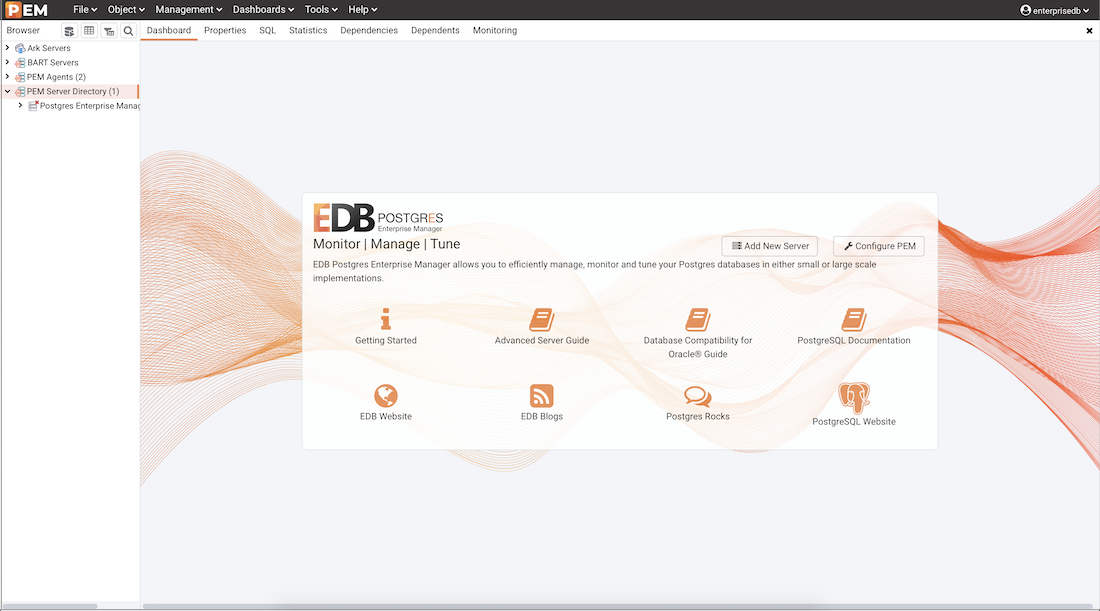 PEM File Object Management Dashboards Tools Help enterprisedb
Browser Dashboard Properties SQL Statistics Dependencies Dependents Monitoring
Ark Servers
BART Servers
PEM Agents (2)
PEM Server Directory (1)
Postgres Enterprise Manag
EDB POSTGRES
Enterprise Manager
Monitor | Manage | Tune
Add New Server Configure PEM
EDB Postgres Enterprise Manager allows you to efficiently manage, monitor and tune your Postgres databases in either small or large scale
implementations.
Getting Started
Advanced Server Guide
Database Compatibility for
Oracle® Guide
PostgreSQL Documentation
EDB Website
EDB Blogs
Postgres Rocks
PostgreSQL Website